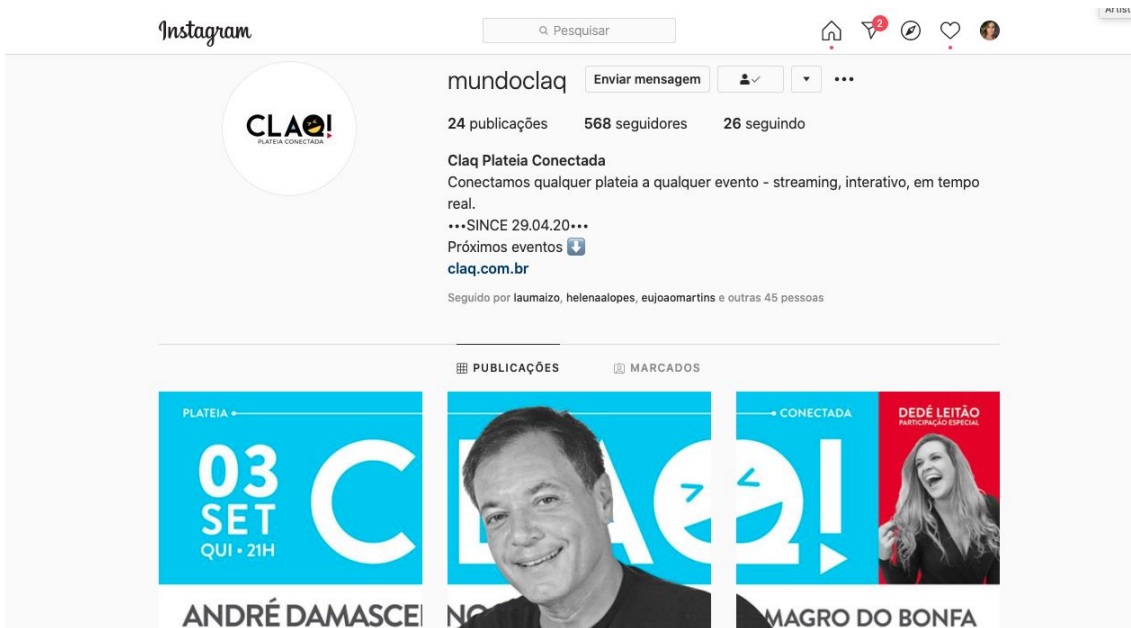 Artist
Instagram
Pesquisar
2
mundoclaq
Enviar mensagem
24 publicações
568 seguidores
26 seguindo
CLAQ!
PLATEIA CONECTADA
Claq Plateia Conectada
Conectamos qualquer plateia a qualquer evento - streaming, interativo, em tempo
real.
•••SINCE 29.04.20•••
Próximos eventos ⬇️
claq.com.br
Seguido por laumaizo, helenaalopes, eujoaomartins e outras 45 pessoas
PUBLICAÇÕES
MARCADOS
PLATEIA
CONECTADA
DEDÉ LEITÃO
PARTICIPAÇÃO ESPECIAL
03
SET
QUI • 21H
CLAQ!
ANDRÉ DAMASCENO
MAGRO DO BONFA